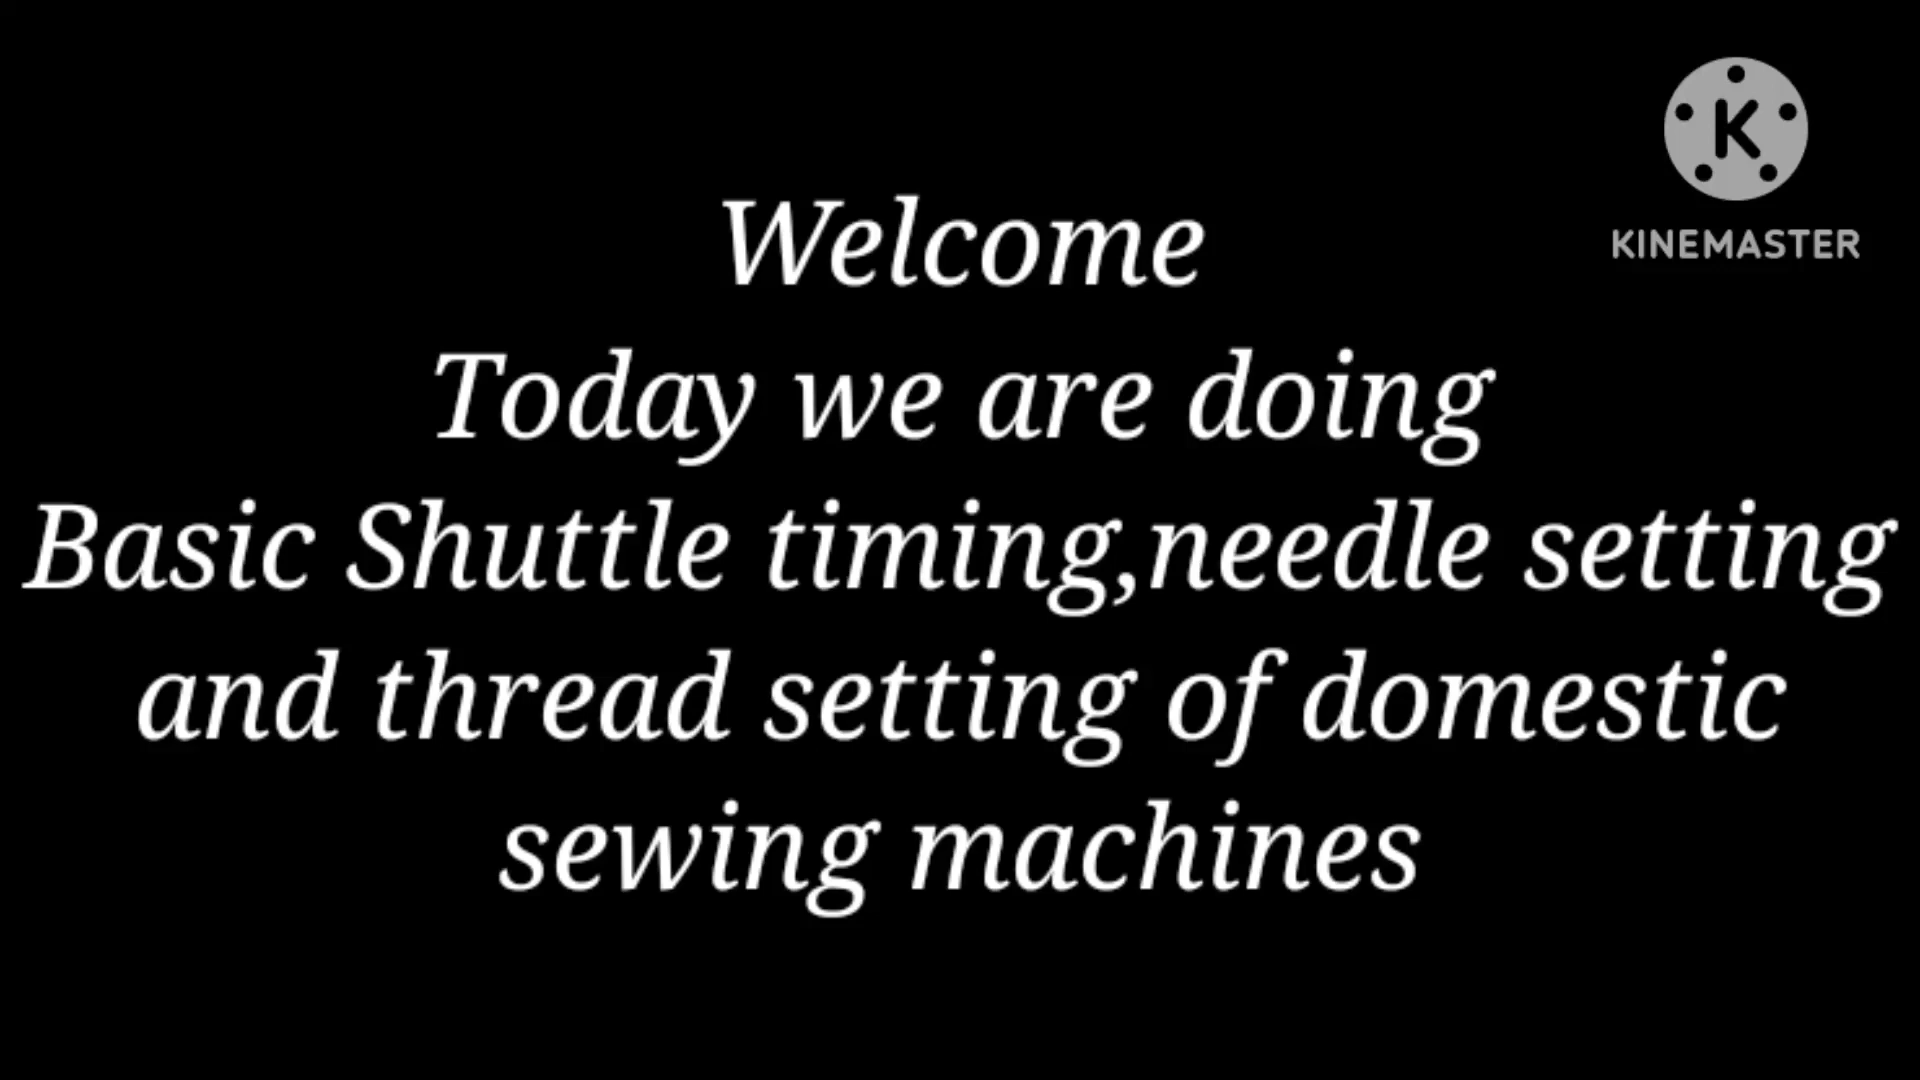 K
KINEMASTER
Welcome
Today we are doing
Basic Shuttle timing,needle setting
and thread setting of domestic
sewing machines